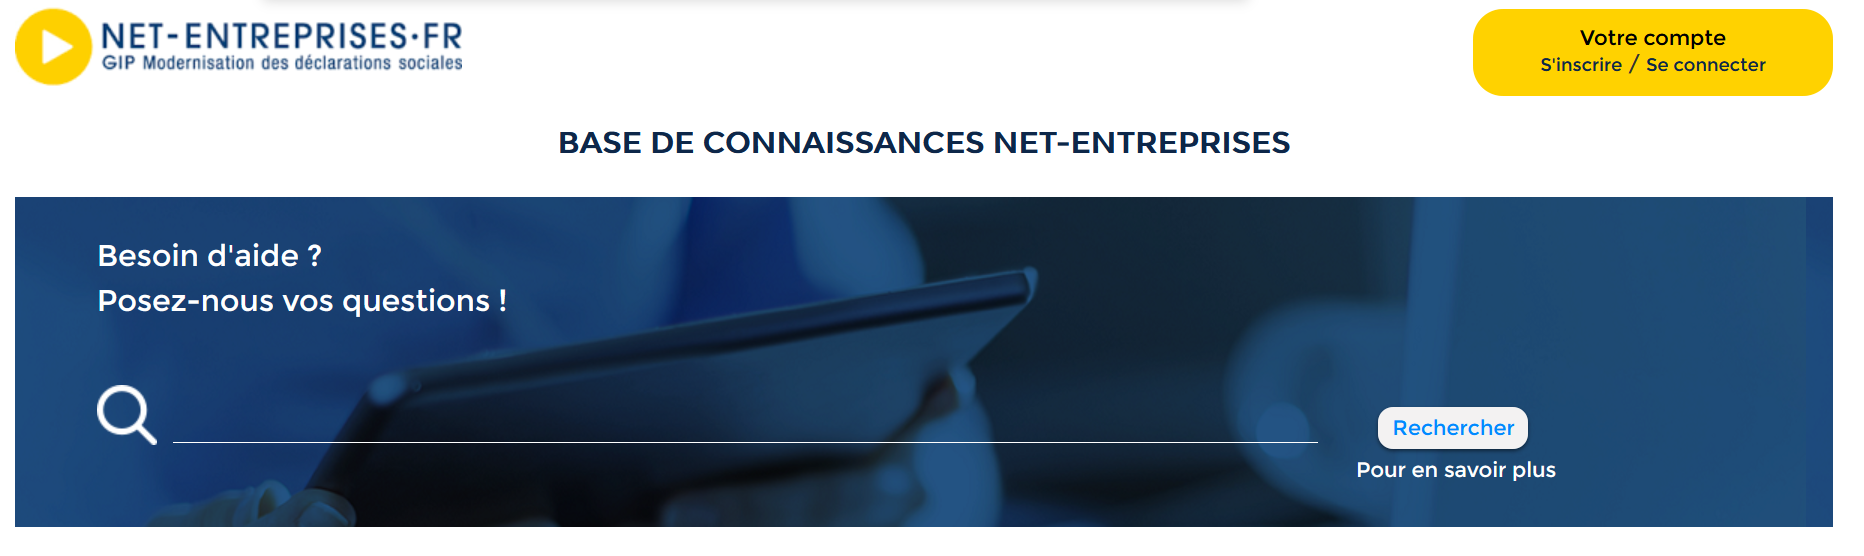 NET-ENTREPRISES·FR
GIP Modernisation des déclarations sociales
Votre compte
S'inscrire / Se connecter
BASE DE CONNAISSANCES NET-ENTREPRISES
Besoin d'aide ?
Posez-nous vos questions !
Rechercher
Pour en savoir plus